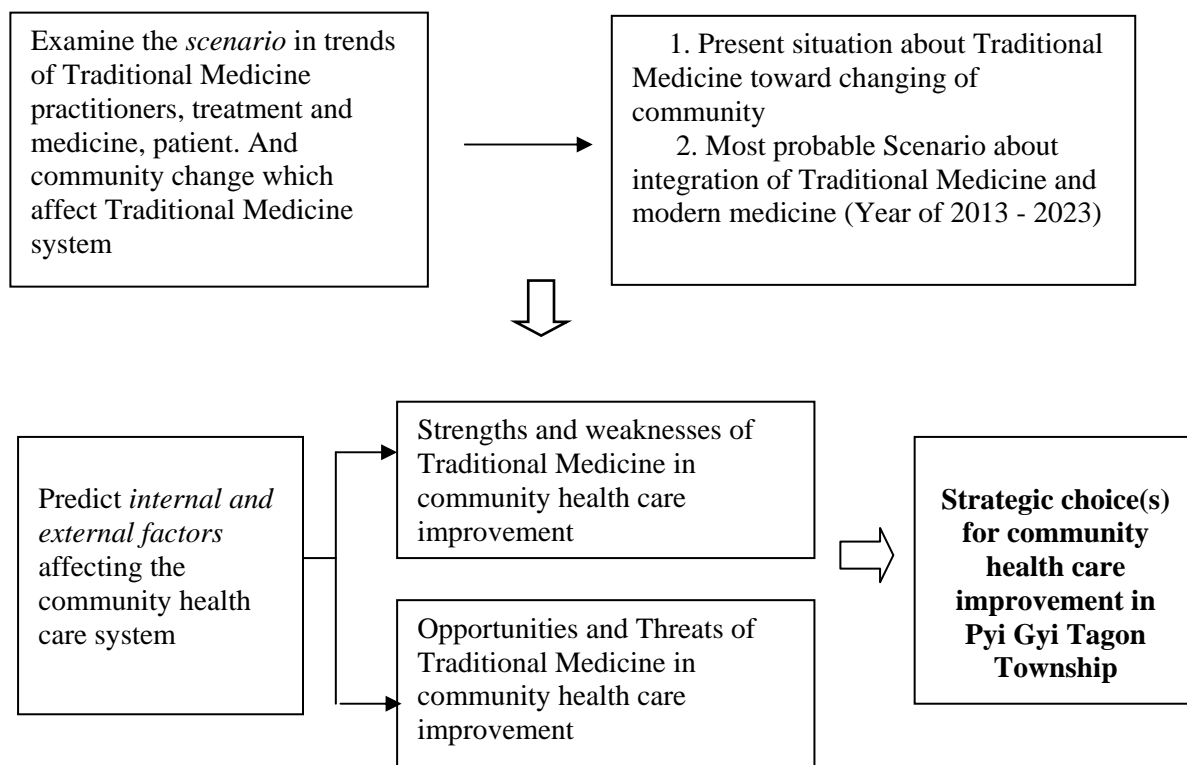 Examine the scenario in trends
of Traditional Medicine
practitioners, treatment and
medicine, patient. And
community change which
affect Traditional Medicine
system
1. Present situation about Traditional
Medicine toward changing of
community
2. Most probable Scenario about
integration of Traditional Medicine and
modern medicine (Year of 2013 - 2023)
Predict internal and
external factors
affecting the
community health
care system
Strengths and weaknesses of
Traditional Medicine in
community health care
improvement
Opportunities and Threats of
Traditional Medicine in
community health care
improvement
Strategic choice(s)
for community
health care
improvement in
Pyi Gyi Tagon
Township